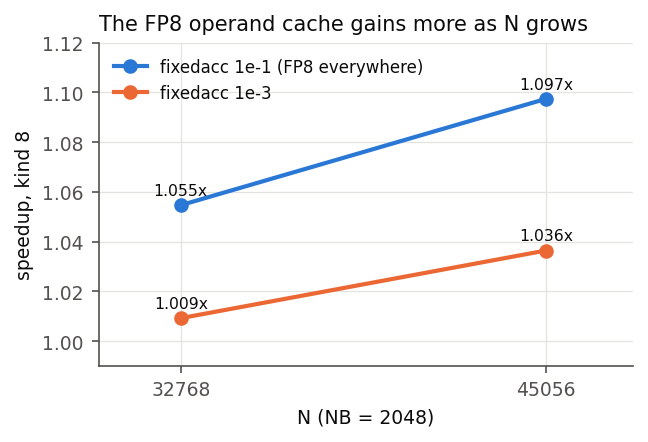 The FP8 operand cache gains more as N grows
1.12
1.10
1.08
1.06
1.04
1.02
1.00
speedup, kind 8
fixedacc 1e-1 (FP8 everywhere)
fixedacc 1e-3
1.097x
1.055x
1.036x
1.009x
32768
45056
N (NB = 2048)